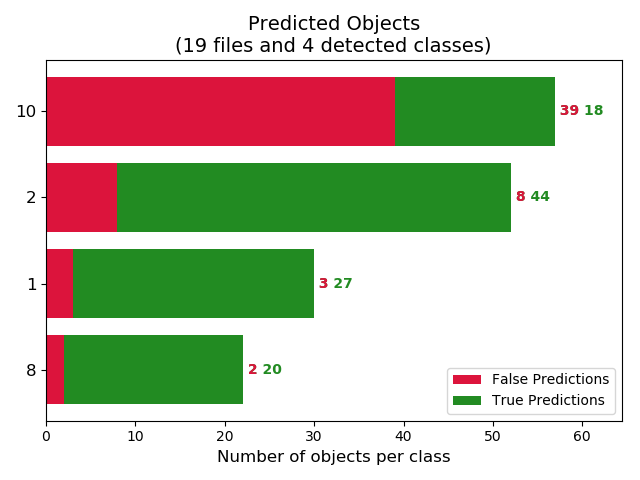 Predicted Objects
(19 files and 4 detected classes)
10
39 18
2
8 44
1
3 27
8
2 20
False Predictions
True Predictions
0 10 20 30 40 50 60
Number of objects per class